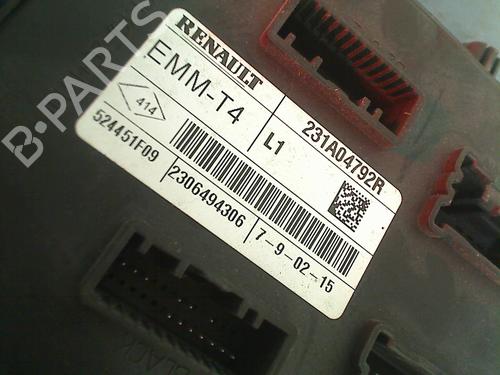 RENAULT
EMM-T4
231A04792R
L1
414
524451F09
2306494306
7-9-02-15
B-PARTS